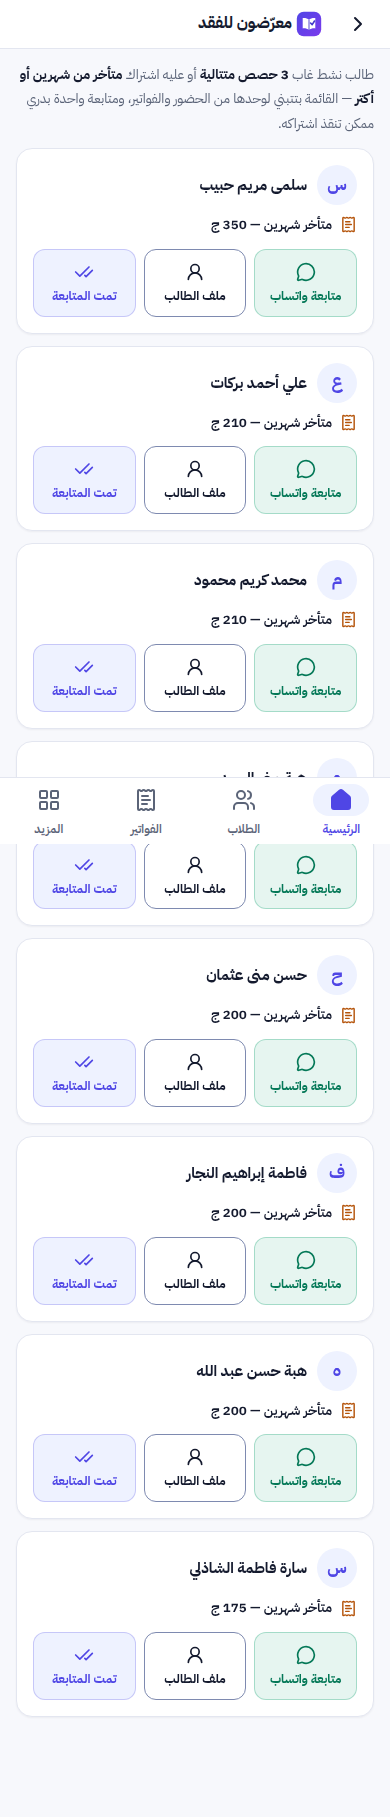 معرّضون للفقد
طالب نشط غاب 3 حصص متتالية أو عليه اشتراك متأخر من شهرين أو
أكتر — القائمة بتتبني لوحدها من الحضور والفواتير، ومتابعة واحدة بدري
ممكن تنقذ اشتراكه.
س سلمى مريم حبيب
متأخر شهرين — 350 ج
متابعة واتساب ملف الطالب تمت المتابعة
ع علي أحمد بركات
متأخر شهرين — 210 ج
متابعة واتساب ملف الطالب تمت المتابعة
م محمد كريم محمود
متأخر شهرين — 210 ج
متابعة واتساب ملف الطالب تمت المتابعة
الرئيسية الطلاب الفواتير المزيد
متابعة واتساب ملف الطالب تمت المتابعة
ح حسن منى عثمان
متأخر شهرين — 200 ج
متابعة واتساب ملف الطالب تمت المتابعة
ف فاطمة إبراهيم النجار
متأخر شهرين — 200 ج
متابعة واتساب ملف الطالب تمت المتابعة
ه هبة حسن عبد الله
متأخر شهرين — 200 ج
متابعة واتساب ملف الطالب تمت المتابعة
س سارة فاطمة الشاذلي
متأخر شهرين — 175 ج
متابعة واتساب ملف الطالب تمت المتابعة